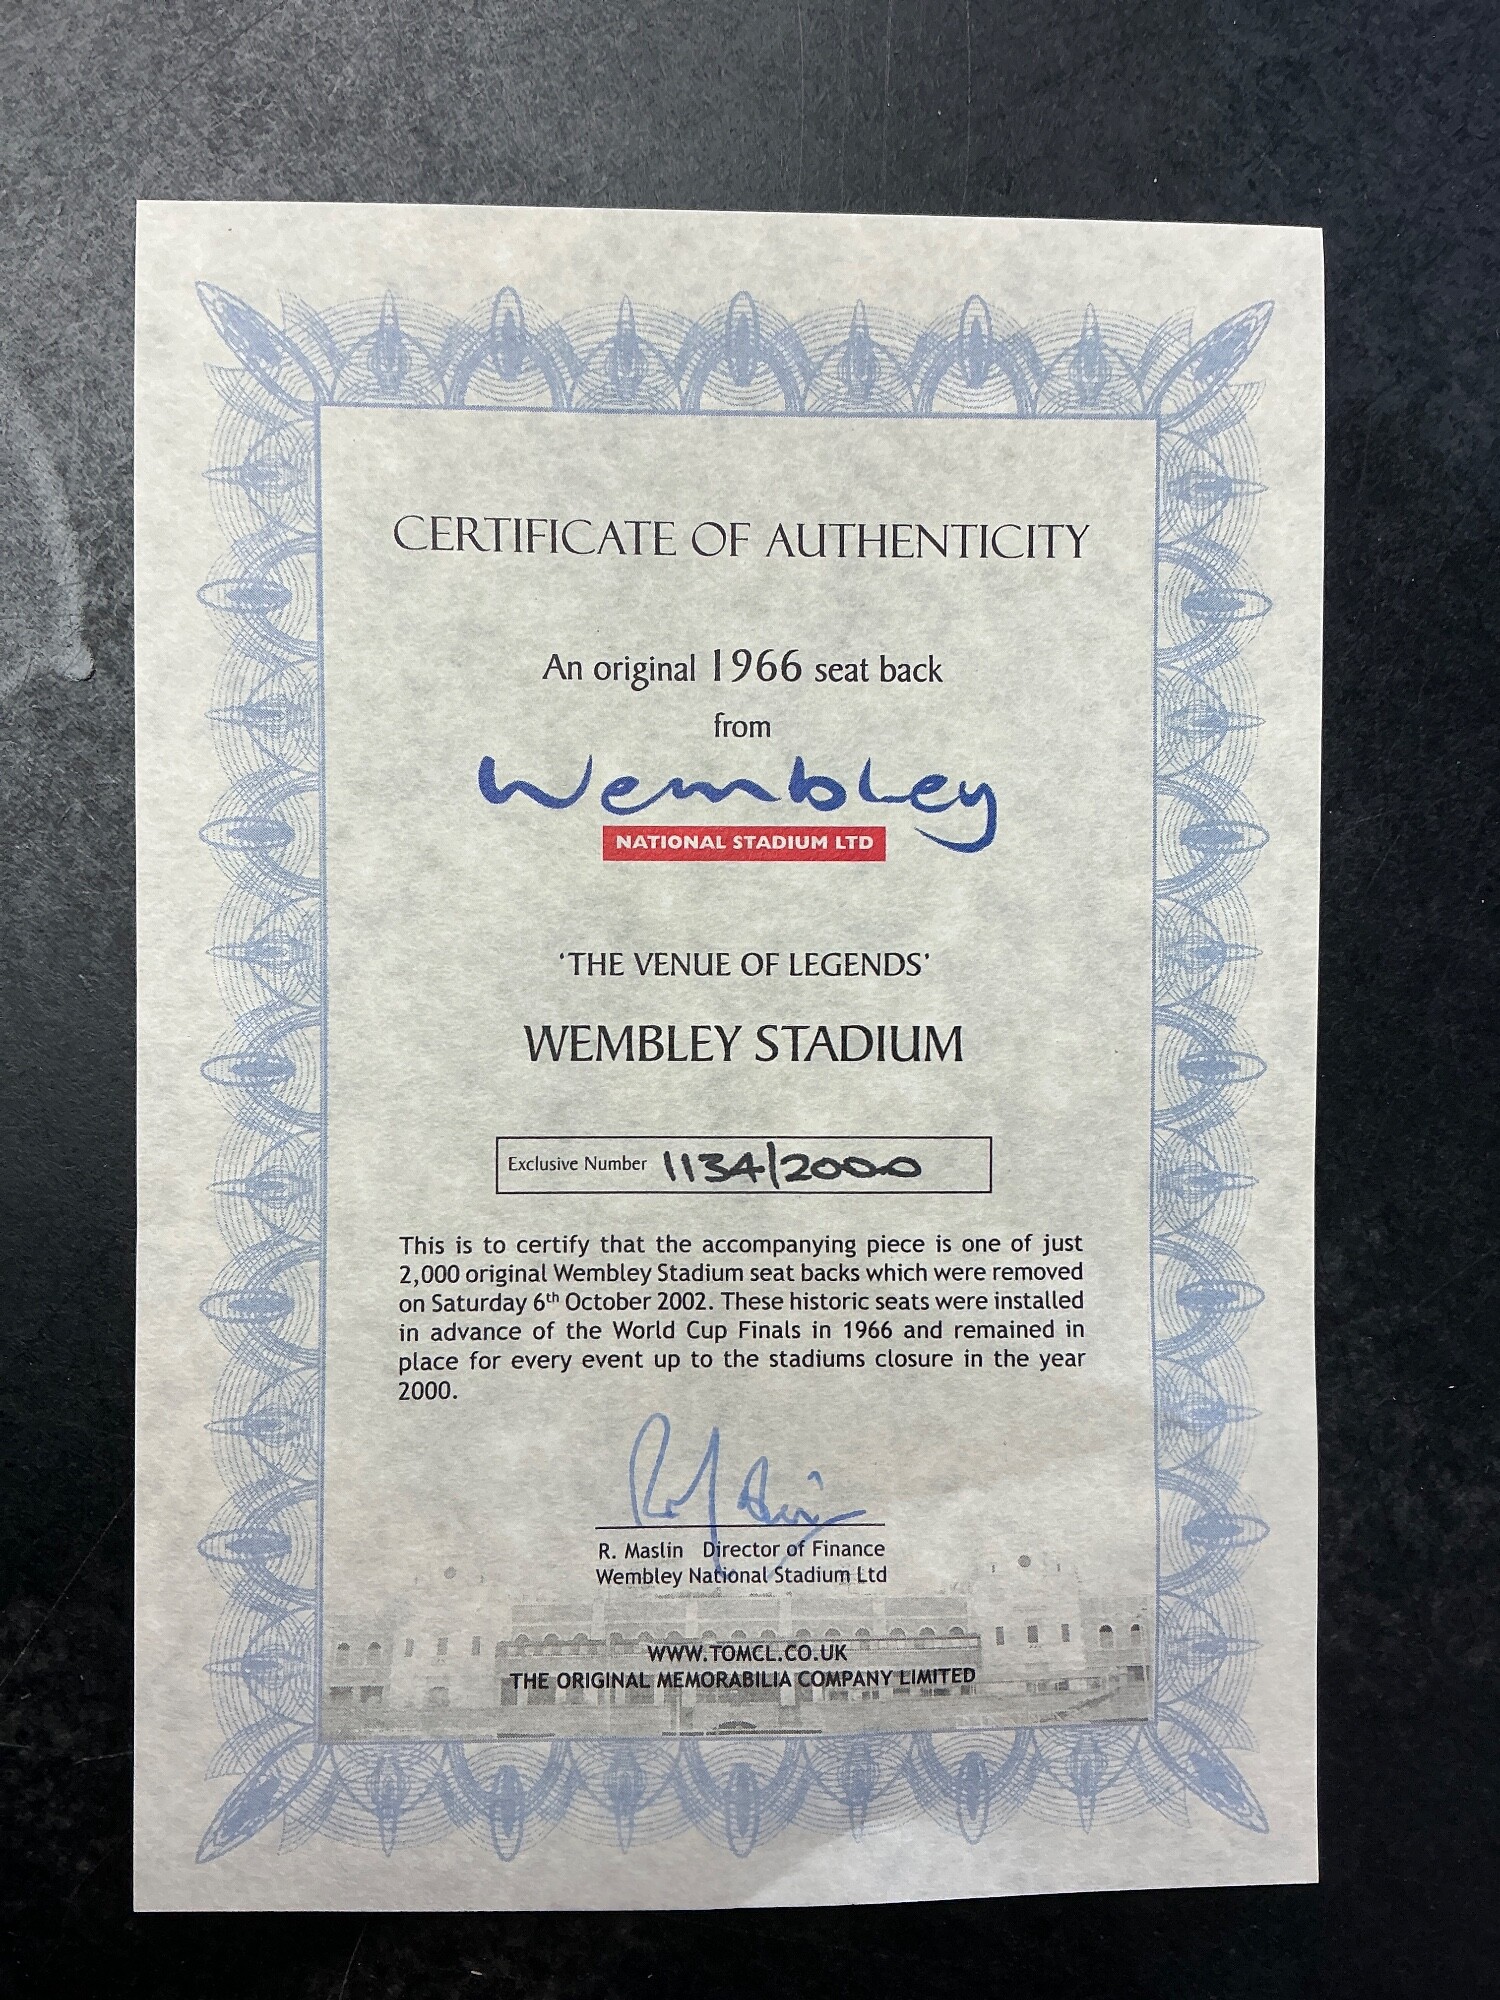 CERTIFICATE OF AUTHENTICITY
An original 1966 seat back
from
Wembley
NATIONAL STADIUM LTD
'THE VENUE OF LEGENDS'
WEMBLEY STADIUM
Exclusive Number 1134/2000
This is to certify that the accompanying piece is one of just
2,000 original Wembley Stadium seat backs which were removed
on Saturday 6th October 2002. These historic seats were installed
in advance of the World Cup Finals in 1966 and remained in
place for every event up to the stadiums closure in the year
2000.
R. Maslin Director of Finance
Wembley National Stadium Ltd
WWW.TOMCL.CO.UK
THE ORIGINAL MEMORABILIA COMPANY LIMITED